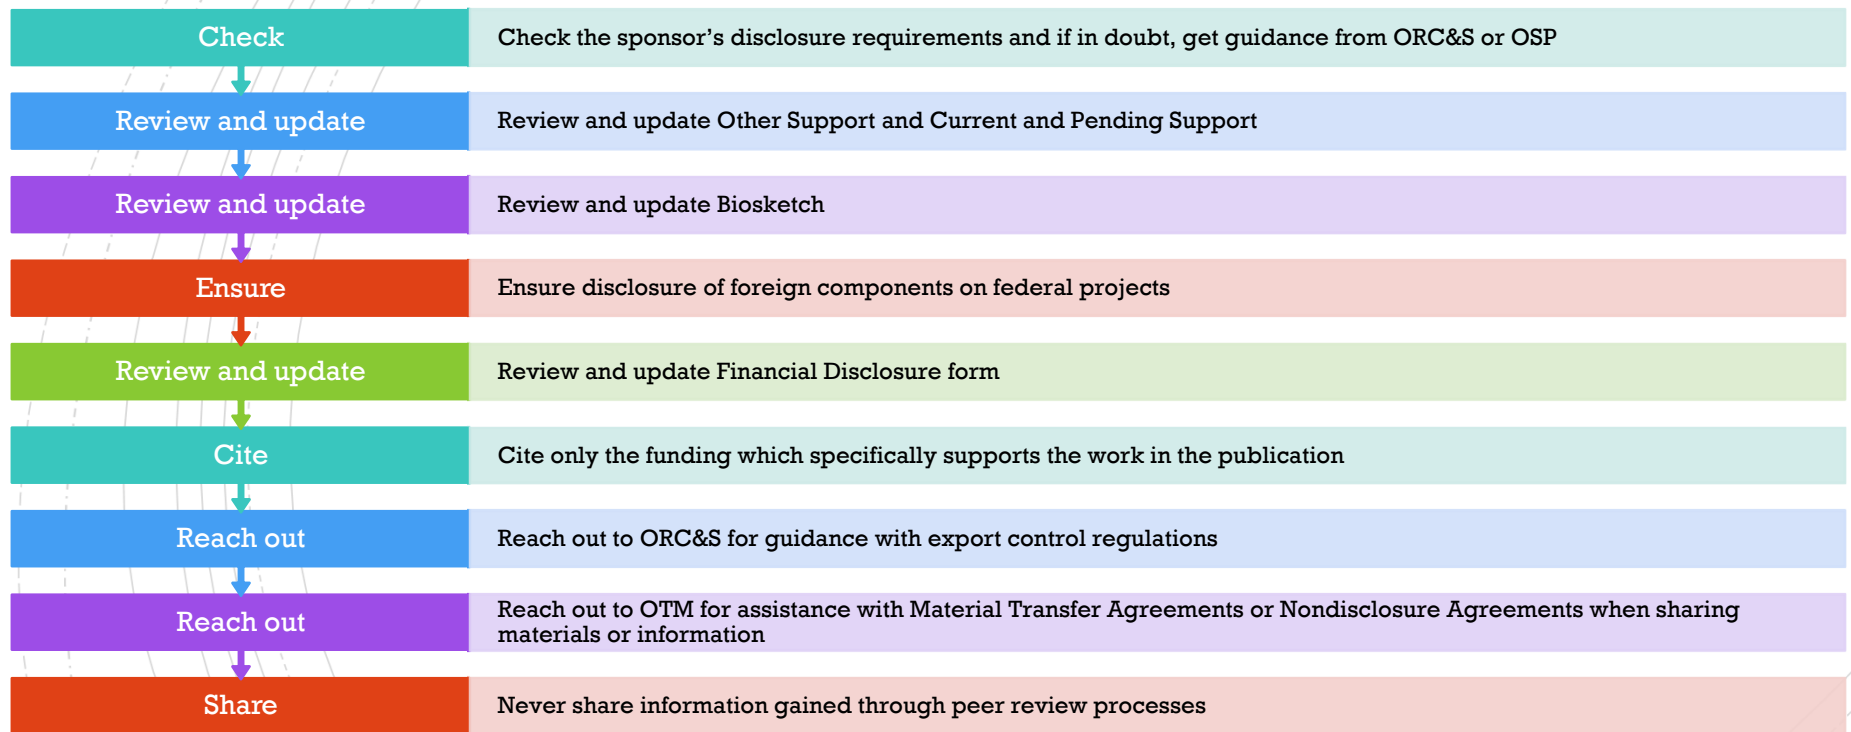 Check
Check the sponsor’s disclosure requirements and if in doubt, get guidance from ORC&S or OSP
Review and update
Review and update Other Support and Current and Pending Support
Review and update
Review and update Biosketch
Ensure
Ensure disclosure of foreign components on federal projects
Review and update
Review and update Financial Disclosure form
Cite
Cite only the funding which specifically supports the work in the publication
Reach out
Reach out to ORC&S for guidance with export control regulations
Reach out
Reach out to OTM for assistance with Material Transfer Agreements or Nondisclosure Agreements when sharing
materials or information
Share
Never share information gained through peer review processes